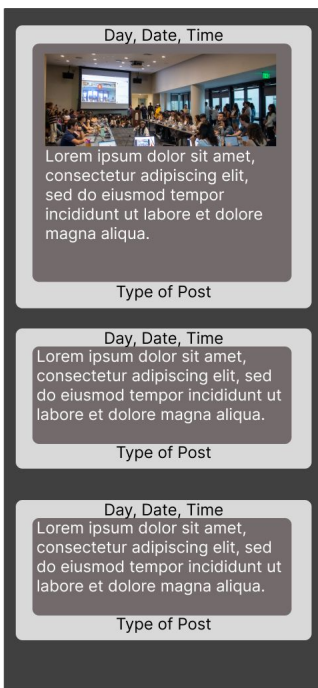 Day, Date, Time
Lorem ipsum dolor sit amet,
consectetur adipiscing elit,
sed do eiusmod tempor
incididunt ut labore et dolore
magna aliqua.
Type of Post
Day, Date, Time
Lorem ipsum dolor sit amet,
consectetur adipiscing elit, sed
do eiusmod tempor incididunt ut
labore et dolore magna aliqua.
Type of Post
Day, Date, Time
Lorem ipsum dolor sit amet,
consectetur adipiscing elit, sed
do eiusmod tempor incididunt ut
labore et dolore magna aliqua.
Type of Post